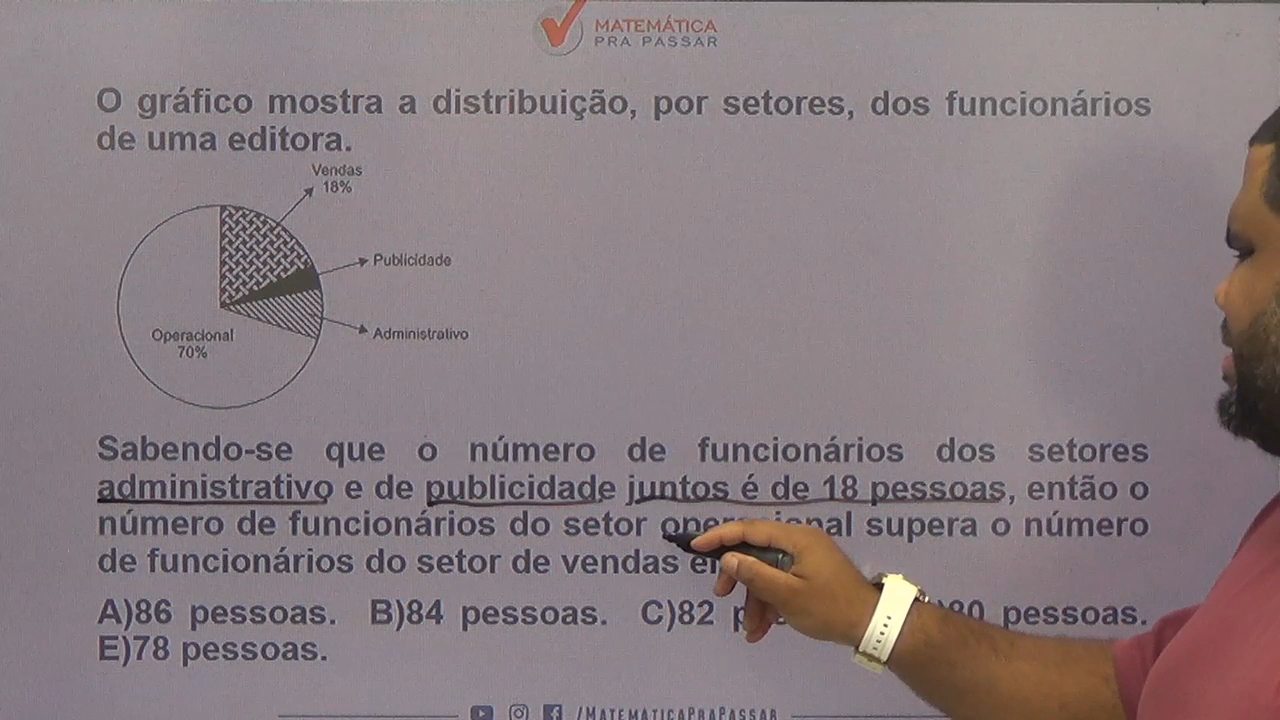 MATEMÁTICA
PRA PASSAR
O gráfico mostra a distribuição, por setores, dos funcionários
de uma editora.
Vendas
18%
Publicidade
Administrativo
Operacional
70%
Sabendo-se que o número de funcionários dos setores
administrativo e de publicidade juntos é de 18 pessoas, então o
número de funcionários do setor operacional supera o número
de funcionários do setor de vendas
A)86 pessoas. B)84 pessoas. C)82 80 pessoas.
E)78 pessoas.
/MATEMATICAPRAPASSAR